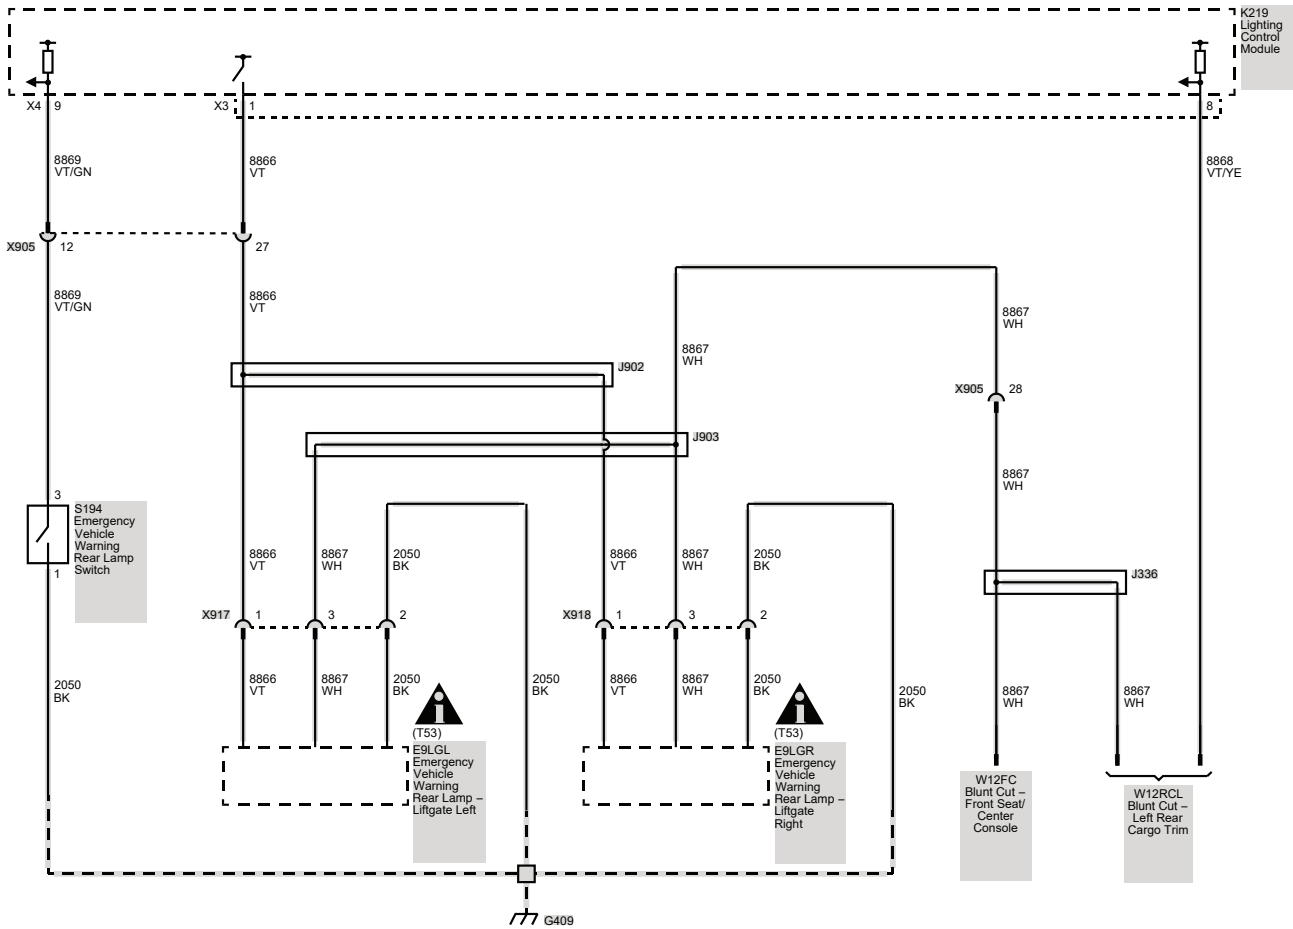 K219
Lighting
Control
Module
X4 9
X3 1
8
8869
VT/GN
8866
VT
8868
VT/YE
X905 12
27
8869
VT/GN
8866
VT
8867
WH
8867
WH
J902
X905 28
J903
8867
WH
3
S194
Emergency
Vehicle
Warning
Rear Lamp
Switch
1
8866
VT
8867
WH
2050
BK
8866
VT
8867
WH
2050
BK
J336
X917 1 3 2
X918 1 3 2
2050
BK
8866
VT
8867
WH
2050
BK
2050
BK
8866
VT
8867
WH
2050
BK
2050
BK
8867
WH
8867
WH
i
(T53)
E9LGL
Emergency
Vehicle
Warning
Rear Lamp –
Liftgate Left
i
(T53)
E9LGR
Emergency
Vehicle
Warning
Rear Lamp –
Liftgate
Right
W12FC
Blunt Cut –
Front Seat/
Center
Console
W12RCL
Blunt Cut –
Left Rear
Cargo Trim
G409